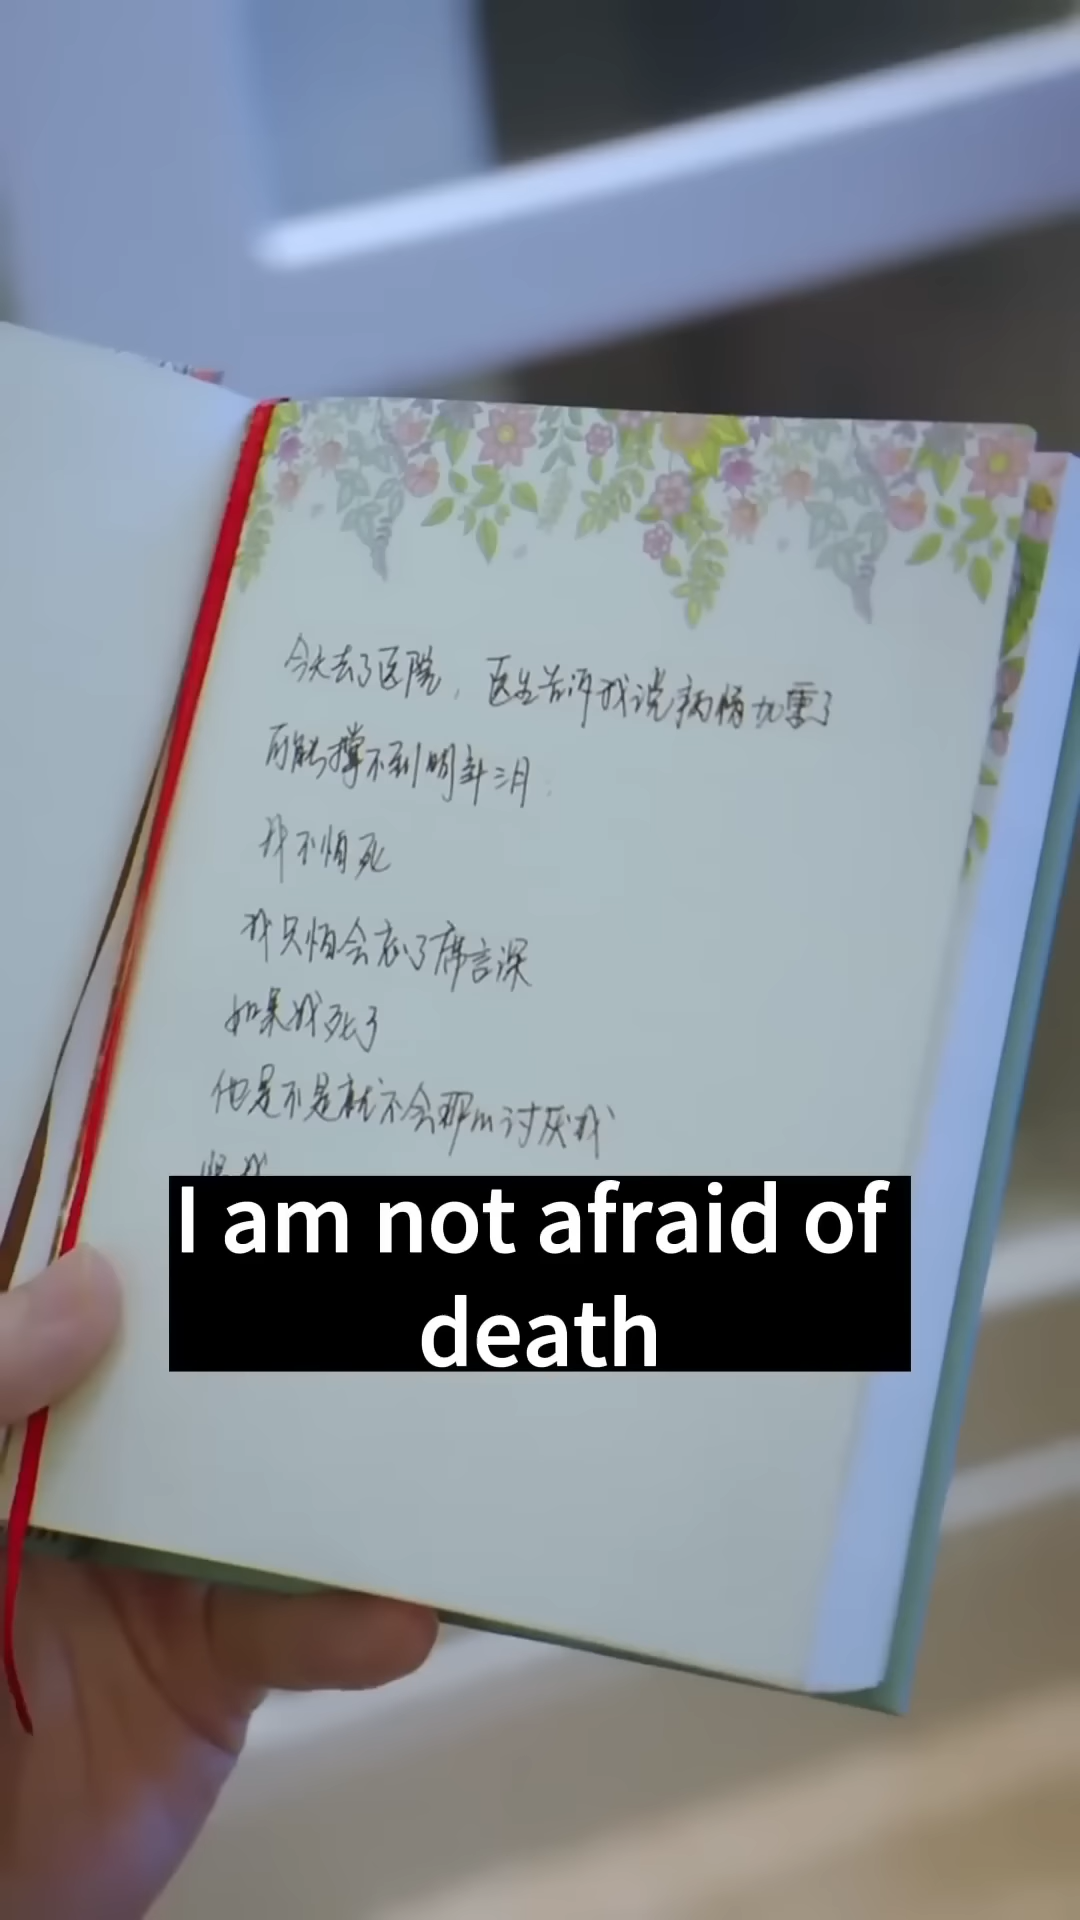 今天去了医院，医生告诉我说病情加重了
可能撑不到明年三月
我不怕死
我只怕会忘了席言深
如果我死了
他是不是就不会那么讨厌我
I am not afraid of
death